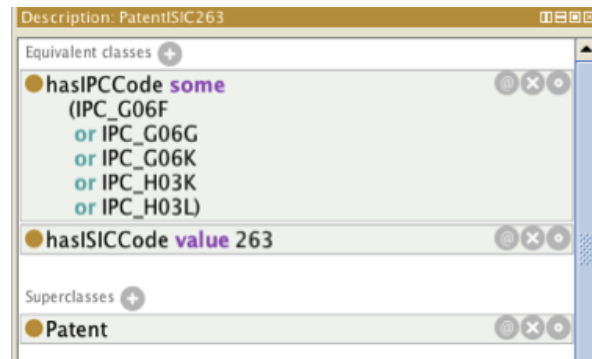 Description: PatentISIC263
Equivalent classes
hasIPCCode some
(IPC_G06F
or IPC_G06G
or IPC_G06K
or IPC_H03K
or IPC_H03L)
hasISICCode value 263
Superclasses
Patent